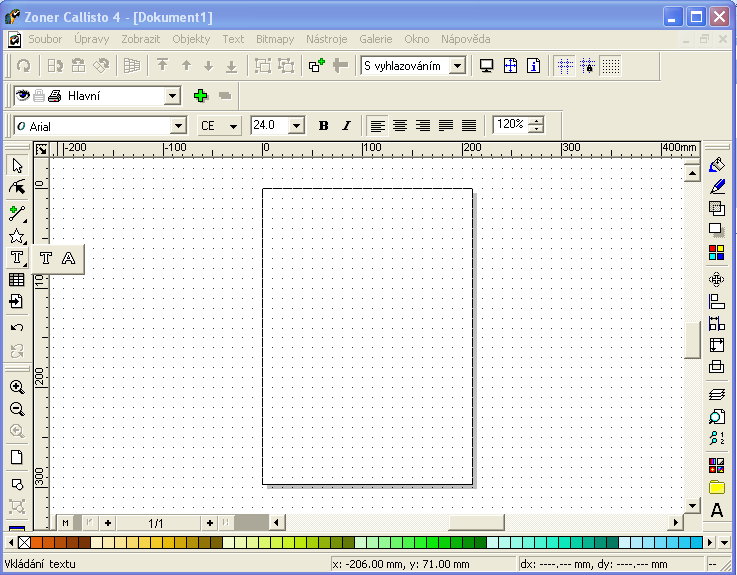 Zoner Callisto 4 - [Dokument1]
Soubor Úpravy Zobrazit Objekty Text Bitmapy Nástroje Galerie Okno Nápověda
S vyhlazováním
Hlavní
O Arial CE 24.0 B I 120%
-200 -100 0 100 200 300 400mm
0
100
200
300
T A
M 1/1
A
Vkládání textu x: -206.00 mm, y: 71.00 mm dx: ----.--- mm, dy: ----.--- mm --